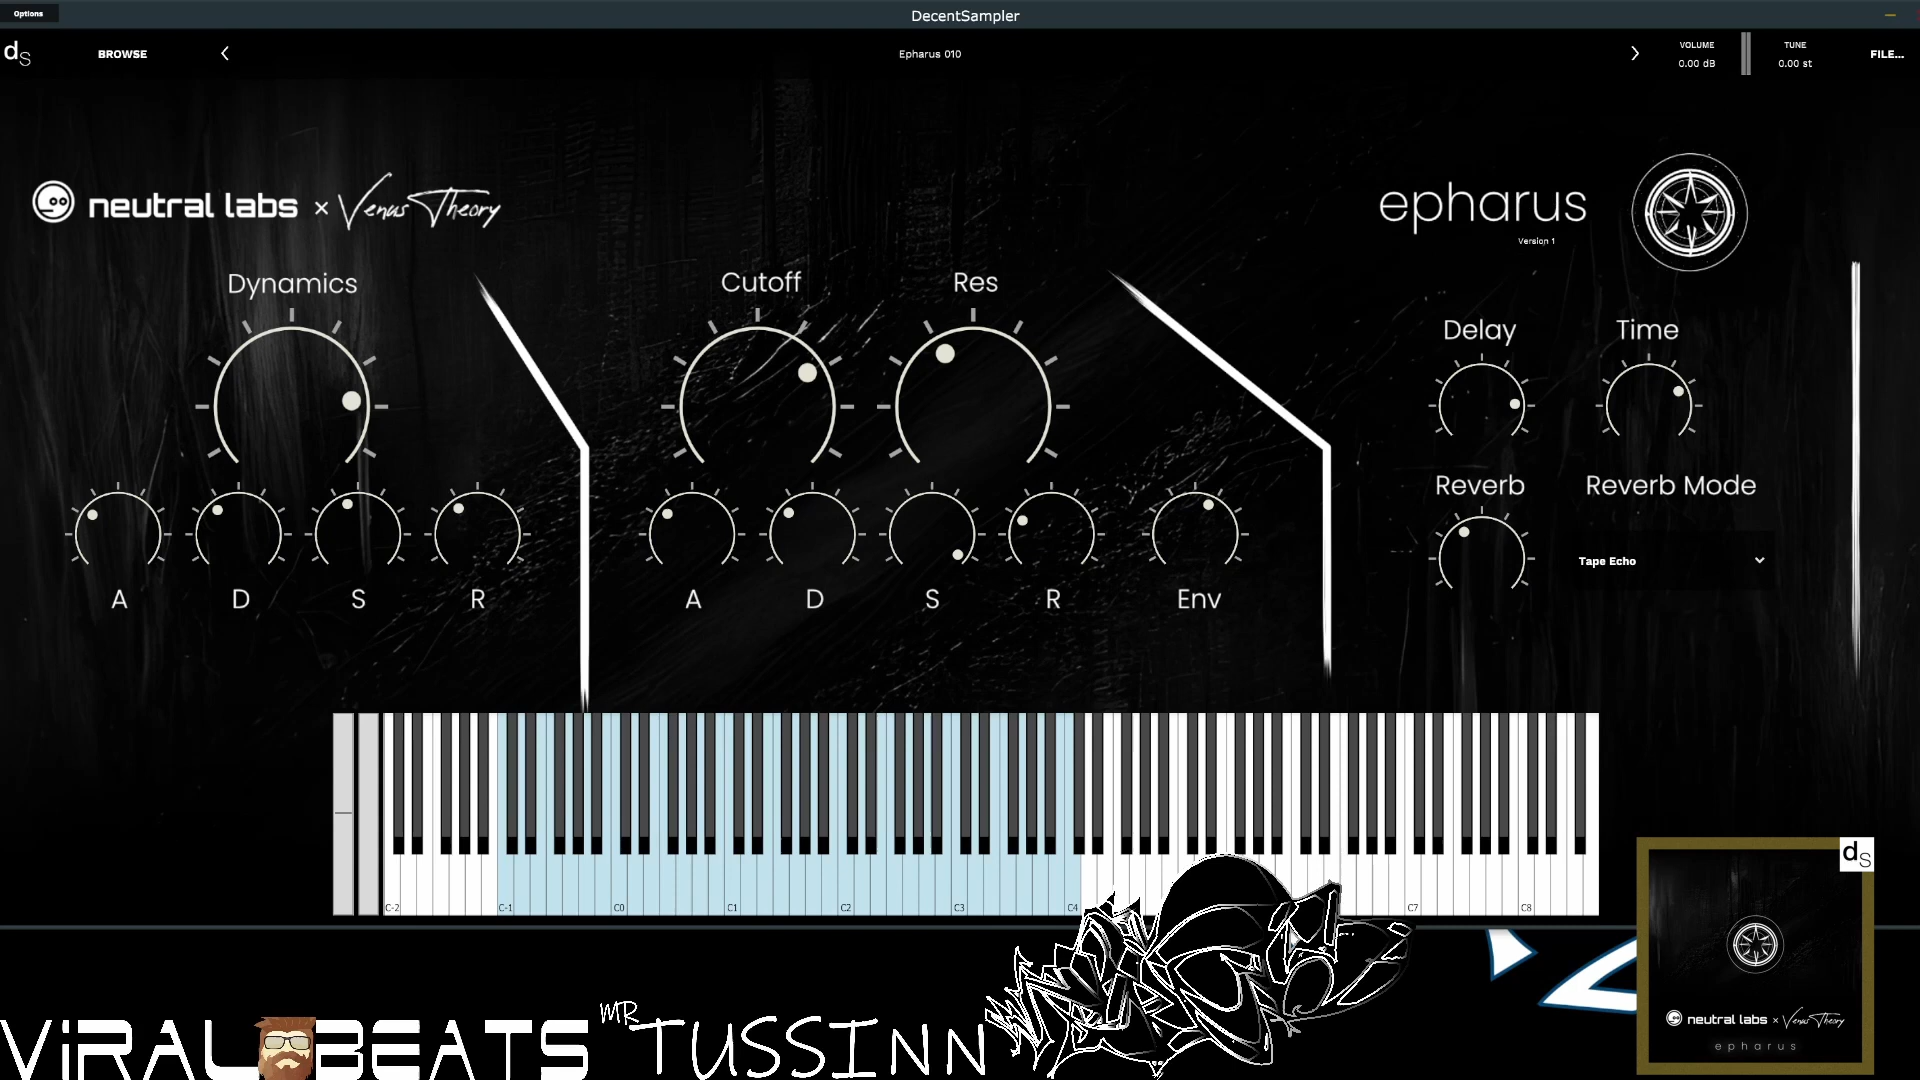 Options
DecentSampler
ds
BROWSE
Epharus 010
VOLUME
0.00 dB
TUNE
0.00 st
FILE...
neutral labs × Venus Theory
epharus
Version 1
Dynamics
Cutoff
Res
Delay
Time
Reverb
Reverb Mode
Tape Echo
A
D
S
R
A
D
S
R
Env
C-2
C-1
C0
C1
C2
C3
C4
C7
C8
ds
neutral labs × Venus Theory
epharus
ViRAL BEATS
MR TUSSINN